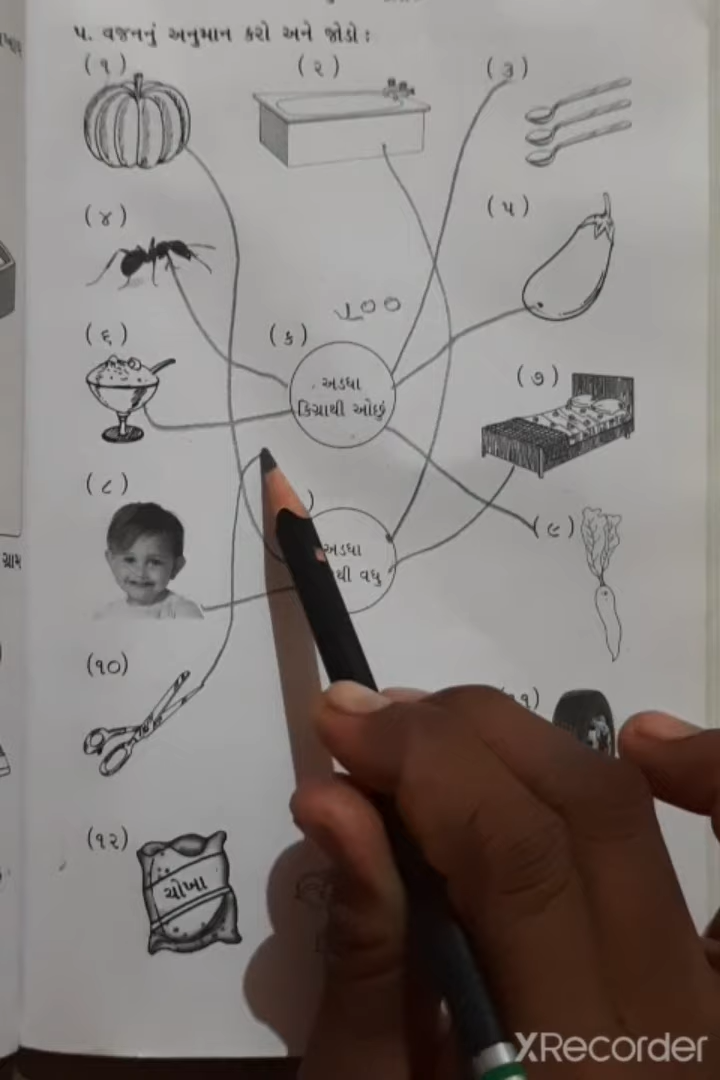 ૫. વજનનું અનુમાન કરો અને જોડો :
(૧)
(૨)
(૩)
(૪)
(૫)
૫૦૦
(૬)
(ક)
(૭)
અડધા
કિગ્રાથી ઓછું
(૮)
(૯)
અડધા
થી વધુ
ગ્રામ
(૧૦)
(૧૨)
ચોખા
XRecorder